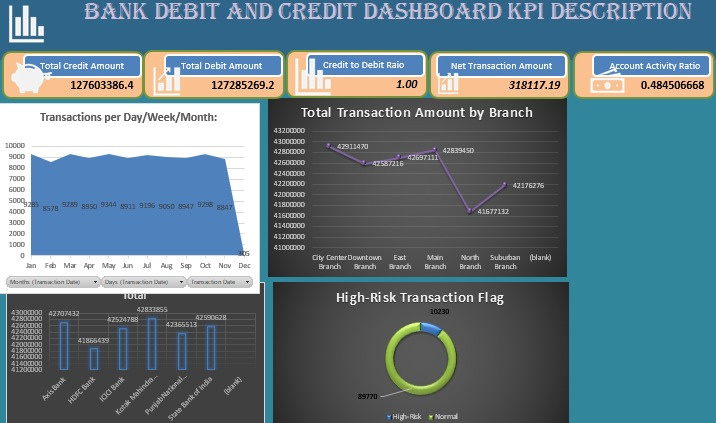 BANK DEBIT AND CREDIT DASHBOARD KPI DESCRIPTION
Total Credit Amount
127603386.4
Total Debit Amount
127285269.2
Credit to Debit Raio
1.00
Net Transaction Amount
318117.19
Account Activity Ratio
0.484506668
Transactions per Day/Week/Month:
10000
9000
8000
7000
6000
5000
4000
3000
2000
1000
0
9285 8578 9289 8950 9344 8911 9196 9050 8947 9298 8847 305
Jan Feb Mar Apr May Jun Jul Aug Sep Oct Nov Dec
Months (Transaction Date) Days (Transaction Date) Transaction Date
Total Transaction Amount by Branch
43200000
43000000
42800000
42600000
42400000
42200000
42000000
41800000
41600000
41400000
41200000
41000000
42911470 42587216 42697111 42839450 41677132 42176276
City Center Branch Downtown Branch East Branch Main Branch North Branch Suburban Branch (blank)
Total
43000000
42800000
42600000
42400000
42200000
42000000
41800000
41600000
41400000
41200000
42707432 41866439 42524788 42833855 42365513 42590628
Axis Bank HDFC Bank ICICI Bank Kotak Mahindra... Punjab National... State Bank of India (blank)
High-Risk Transaction Flag
10230
89770
High-Risk Normal